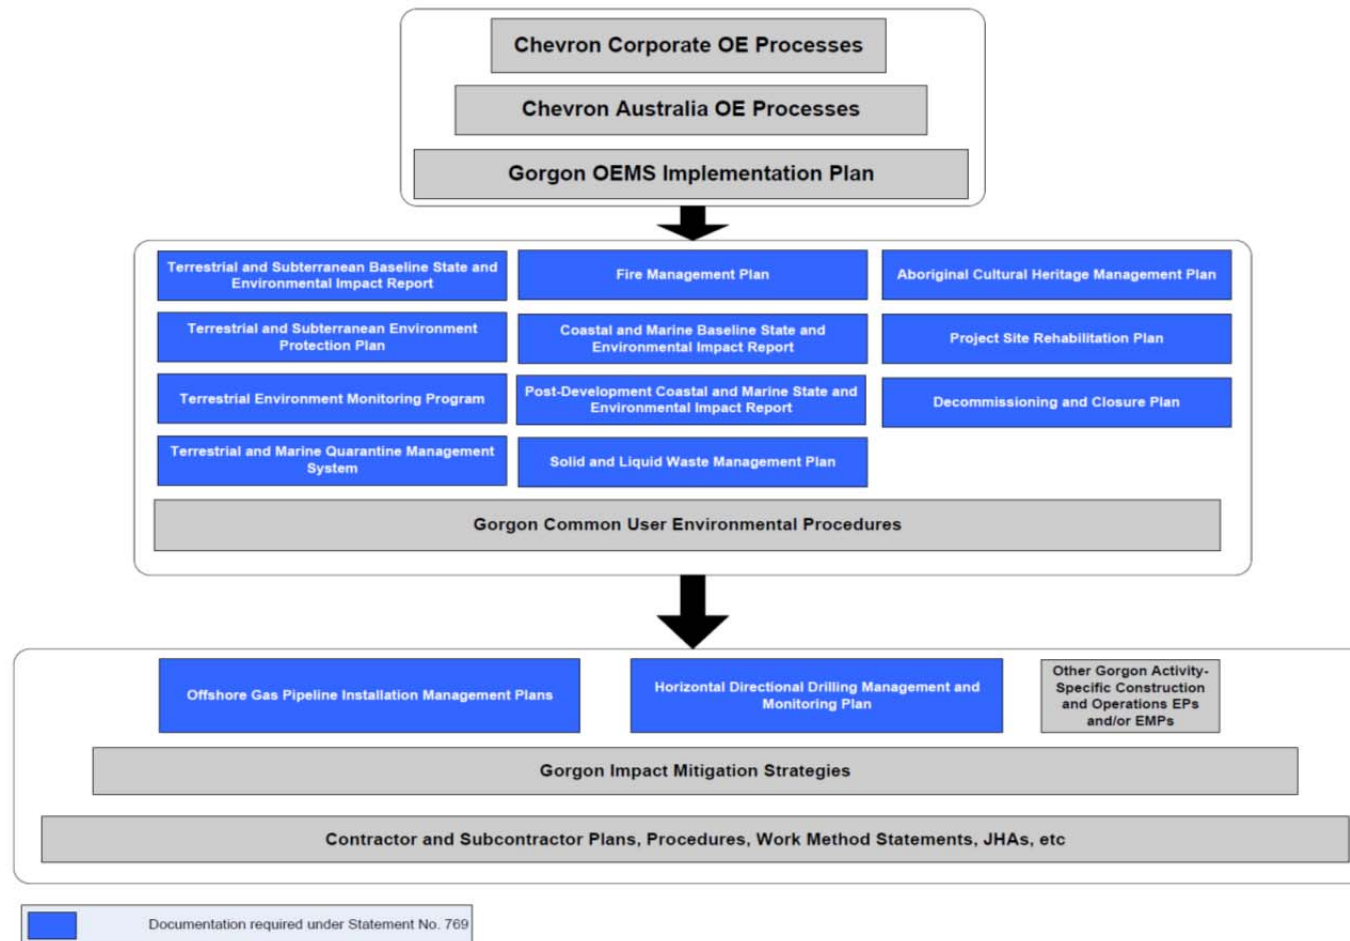 Chevron Corporate OE Processes
Chevron Australia OE Processes
Gorgon OEMS Implementation Plan
Terrestrial and Subterranean Baseline State and
Environmental Impact Report
Fire Management Plan
Aboriginal Cultural Heritage Management Plan
Terrestrial and Subterranean Environment
Protection Plan
Coastal and Marine Baseline State and
Environmental Impact Report
Project Site Rehabilitation Plan
Terrestrial Environment Monitoring Program
Post-Development Coastal and Marine State and
Environmental Impact Report
Decommissioning and Closure Plan
Terrestrial and Marine Quarantine Management
System
Solid and Liquid Waste Management Plan
Gorgon Common User Environmental Procedures
Offshore Gas Pipeline Installation Management Plans
Horizontal Directional Drilling Management and
Monitoring Plan
Other Gorgon Activity-
Specific Construction
and Operations EPs
and/or EMPs
Gorgon Impact Mitigation Strategies
Contractor and Subcontractor Plans, Procedures, Work Method Statements, JHAs, etc
Documentation required under Statement No. 769